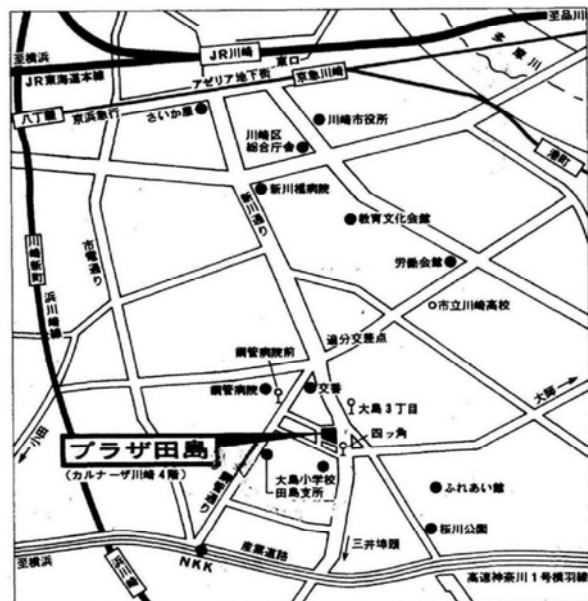 至品川
至横浜
JR川崎
東口
多摩川
JR東海道本線
アゼリア地下街
京急川崎
八丁畷
京浜急行
さいか屋
川崎市役所
川崎区
総合庁舎
港町
新川橋病院
新川通り
教育文化会館
市電通り
川崎新町
労働会館
浜川崎線
市立川崎高校
追分交差点
鋼管病院前
鋼管病院
交番
大島3丁目
大師
小田
プラザ田島
(カルナーザ川崎4階)
四ッ角
大島小学校
田島支所
ふれあい館
桜川公園
三井埠頭
産業道路
至横浜
浜川崎
NKK
高速神奈川1号横羽線